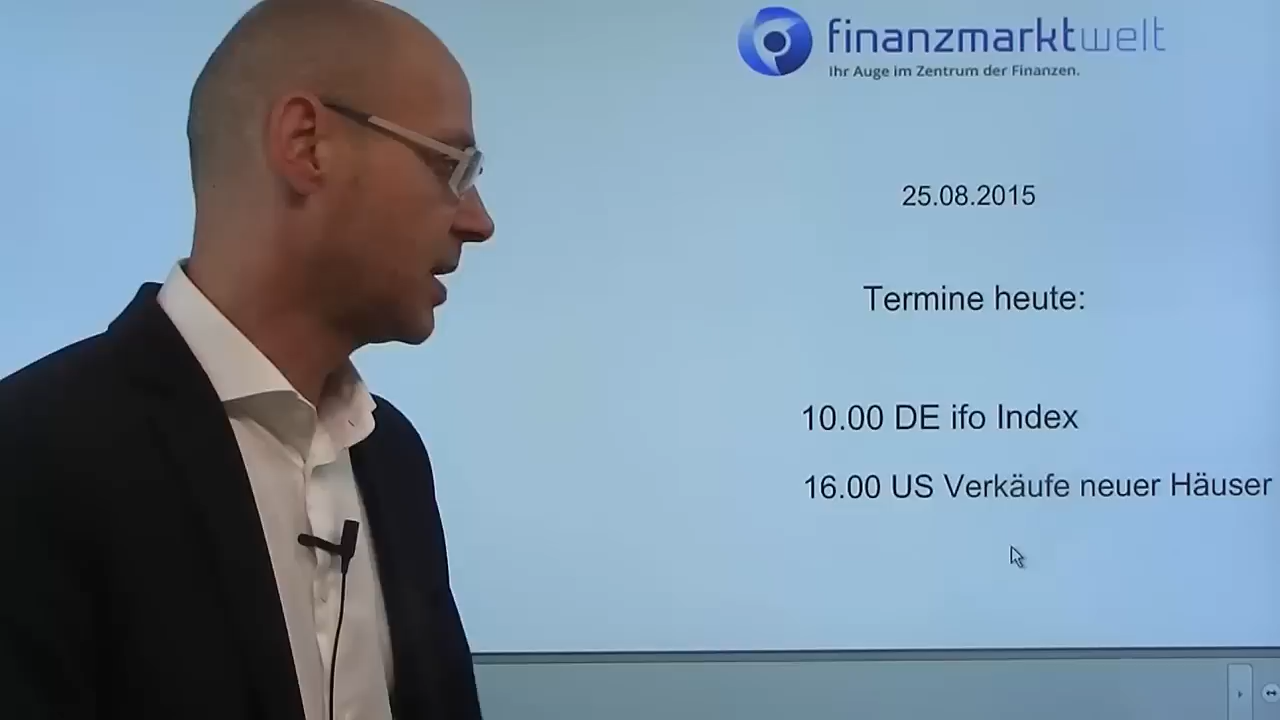 finanzmarktwelt
Ihr Auge im Zentrum der Finanzen.
25.08.2015
Termine heute:
10.00 DE ifo Index
16.00 US Verkäufe neuer Häuser